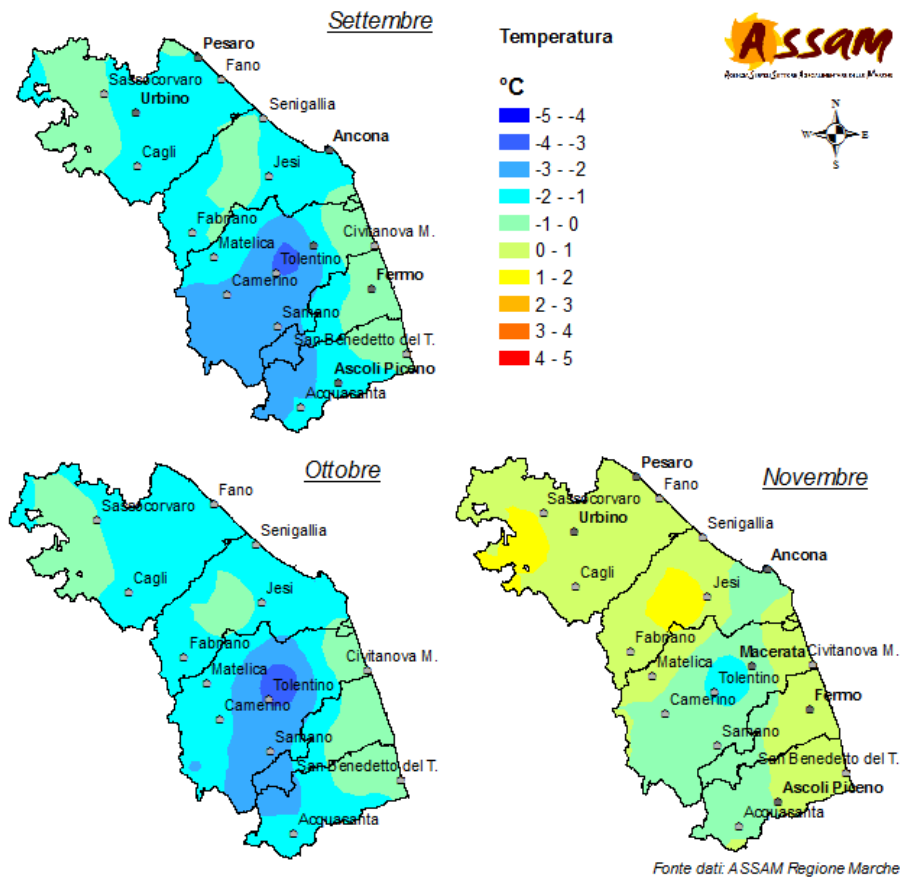 Settembre
Pesaro
Fano
Sassocorvaro
Urbino
Senigallia
Ancona
Cagli
Jesi
Fabriano
Matelica
Civitanova M.
Tolentino
Camerino
Fermo
Sarnano
San Benedetto del T.
Ascoli Piceno
Acquasanta
Temperatura
°C
-5 - -4
-4 - -3
-3 - -2
-2 - -1
-1 - 0
0 - 1
1 - 2
2 - 3
3 - 4
4 - 5
ASSAM
N
W
E
S
Ottobre
Fano
Sassocorvaro
Senigallia
Cagli
Jesi
Fabriano
Civitanova M.
Matelica
Tolentino
Camerino
Sarnano
San Benedetto del T.
Acquasanta
Novembre
Pesaro
Fano
Sassocorvaro
Urbino
Senigallia
Ancona
Cagli
Jesi
Fabriano
Macerata
Civitanova M.
Matelica
Tolentino
Camerino
Fermo
Sarnano
San Benedetto del T.
Ascoli Piceno
Acquasanta
Fonte dati: ASSAM Regione Marche